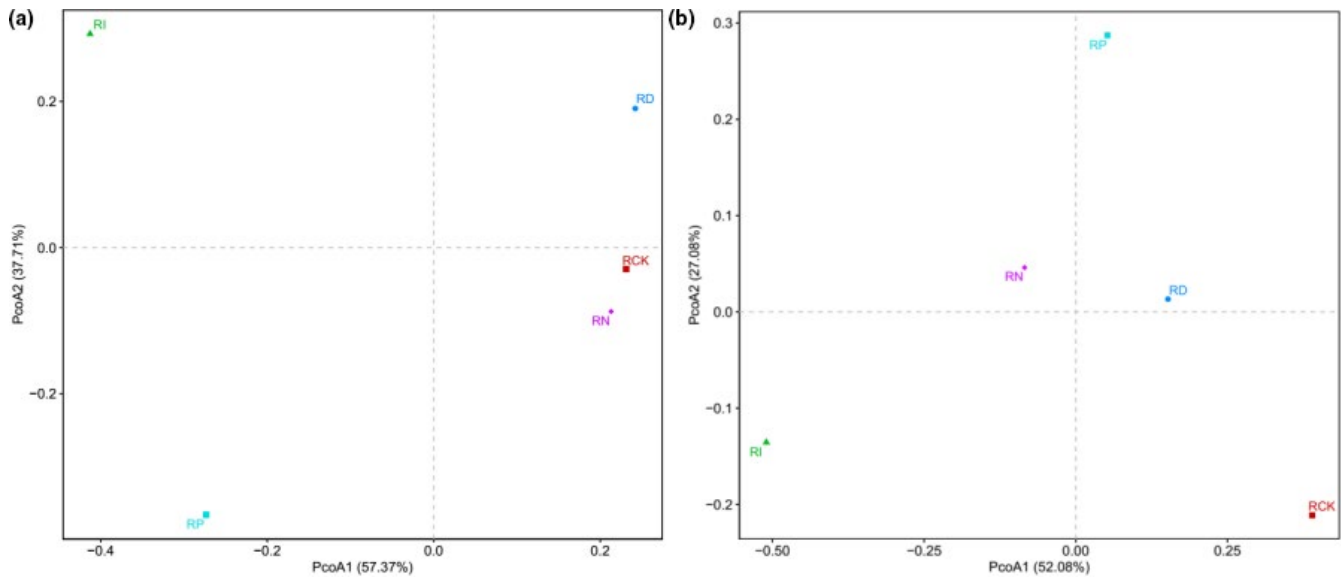 (a)
RI
RD
0.2
0.0
RCK
RN
−0.2
RP
−0.4
−0.2
0.0
0.2
PcoA1 (57.37%)
PcoA2 (37.71%)
(b)
0.3
RP
0.2
0.1
RN
RD
0.0
−0.1
RI
−0.2
RCK
−0.50
−0.25
0.00
0.25
PcoA1 (52.08%)
PcoA2 (27.08%)